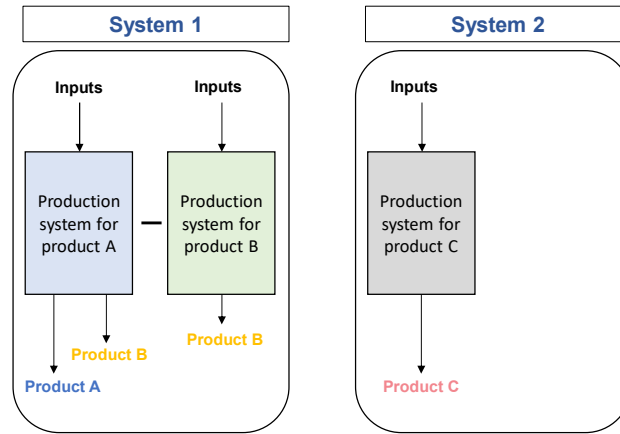 System 1
Inputs
Inputs
Production
system for
product A
Production
system for
product B
Product B
Product B
Product A
System 2
Inputs
Production
system for
product C
Product C